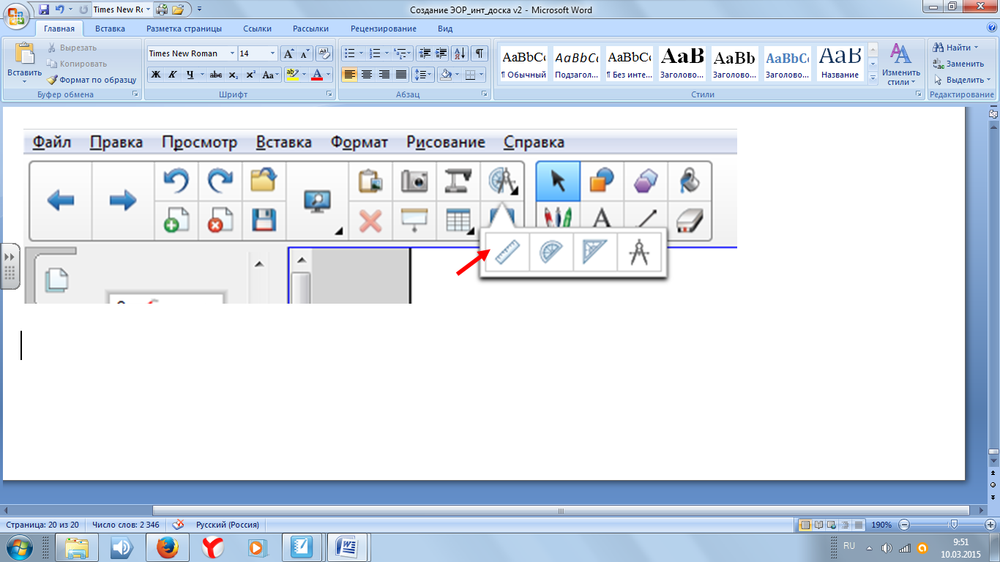 Times New Ro
Создание ЭОР_инт_доска v2 - Microsoft Word
Главная Вставка Разметка страницы Ссылки Рассылки Рецензирование Вид
Вставить
Вырезать
Копировать
Формат по образцу
Буфер обмена
Times New Roman 14
Ж К Ч abc x₂ x² Aa ab A
Шрифт
Абзац
AaBbCc AaBbCc AaBbCc AaB AaBb AaBbCc AaB
¶ Обычный Подзагол... ¶ Без инте... Заголово... Заголово... Заголово... Название
Стили
Изменить стили
Найти
Заменить
Выделить
Редактирование
Файл Правка Просмотр Вставка Формат Рисование Справка
A
Страница: 20 из 20 Число слов: 2 346 Русский (Россия) 190%
RU 9:51
10.03.2015